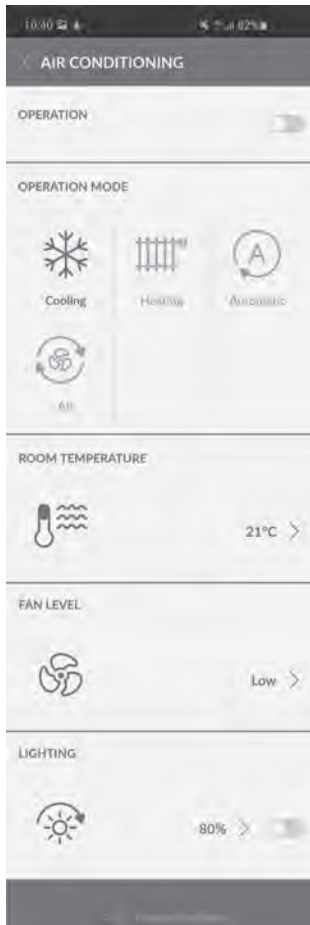 10:40 82%
AIR CONDITIONING
OPERATION
OPERATION MODE
Cooling Heating Automatic
Air
ROOM TEMPERATURE
21°C
FAN LEVEL
Low
LIGHTING
80%